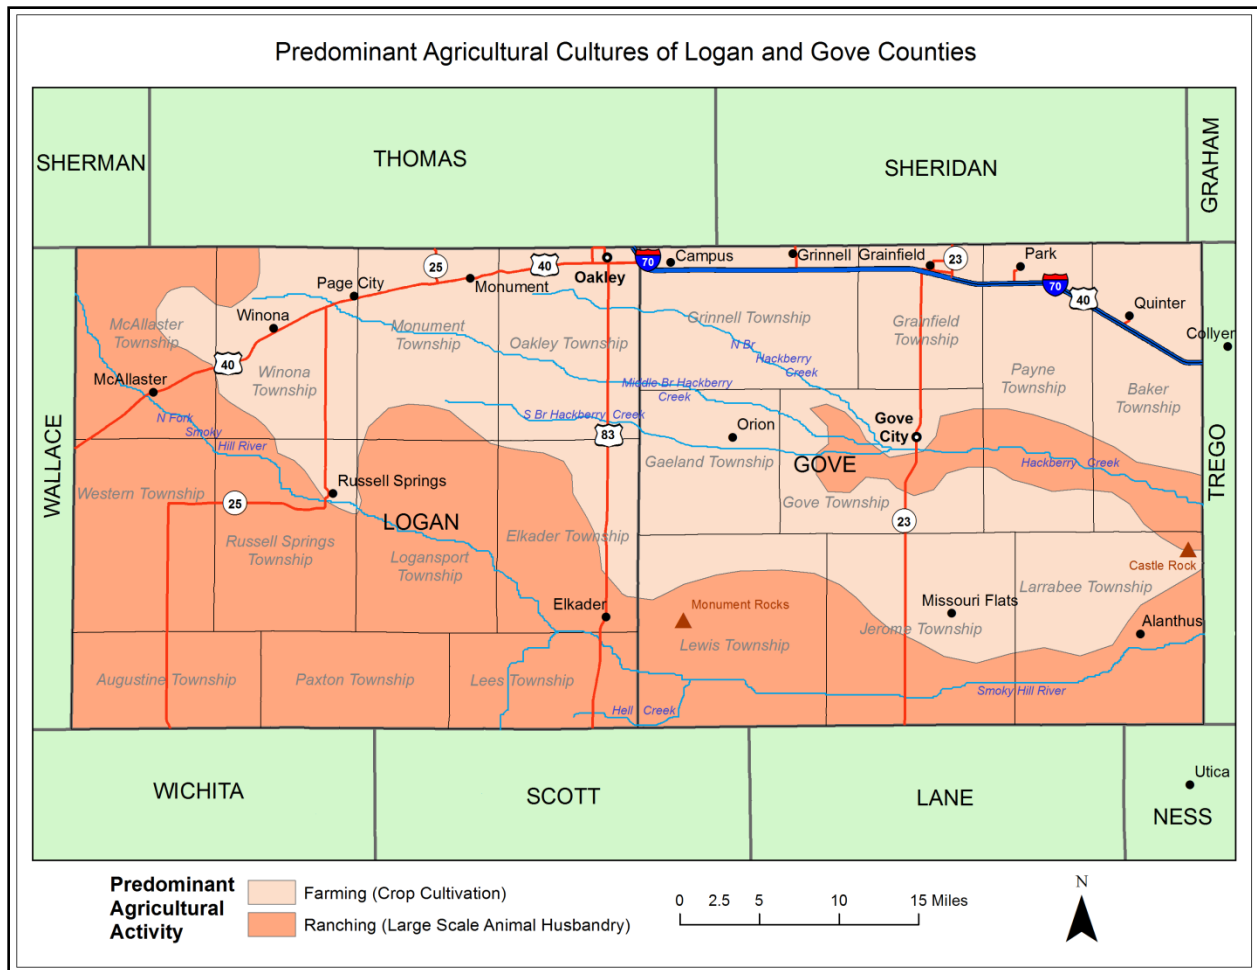 Predominant Agricultural Cultures of Logan and Gove Counties
SHERMAN
THOMAS
SHERIDAN
GRAHAM
25
40
Oakley
70
Campus
Grinnell
Grainfield
23
Park
70
40
Page City
Monument
Quinter
Winona
McAllaster
Township
Monument
Township
Oakley Township
Grinnell Township
Grainfield
Township
Collyer
N Br
Hackberry
Creek
40
McAllaster
Winona
Township
Middle Br Hackberry
Creek
Payne
Township
Baker
Township
N Fork
Smoky
Hill River
S Br Hackberry Creek
83
Orion
Gove
City
Gaeland Township
GOVE
Hackberry Creek
WALLACE
TREGO
Western Township
25
Russell Springs
Gove Township
LOGAN
23
Russell Springs
Township
Logansport
Township
Elkader Township
Castle Rock
Larrabee Township
Elkader
Monument Rocks
Missouri Flats
Alanthus
Lewis Township
Jerome Township
Augustine Township
Paxton Township
Lees Township
Smoky Hill River
Hell Creek
WICHITA
SCOTT
LANE
Utica
NESS
Predominant
Agricultural
Activity
Farming (Crop Cultivation)
Ranching (Large Scale Animal Husbandry)
0 2.5 5 10 15 Miles
N